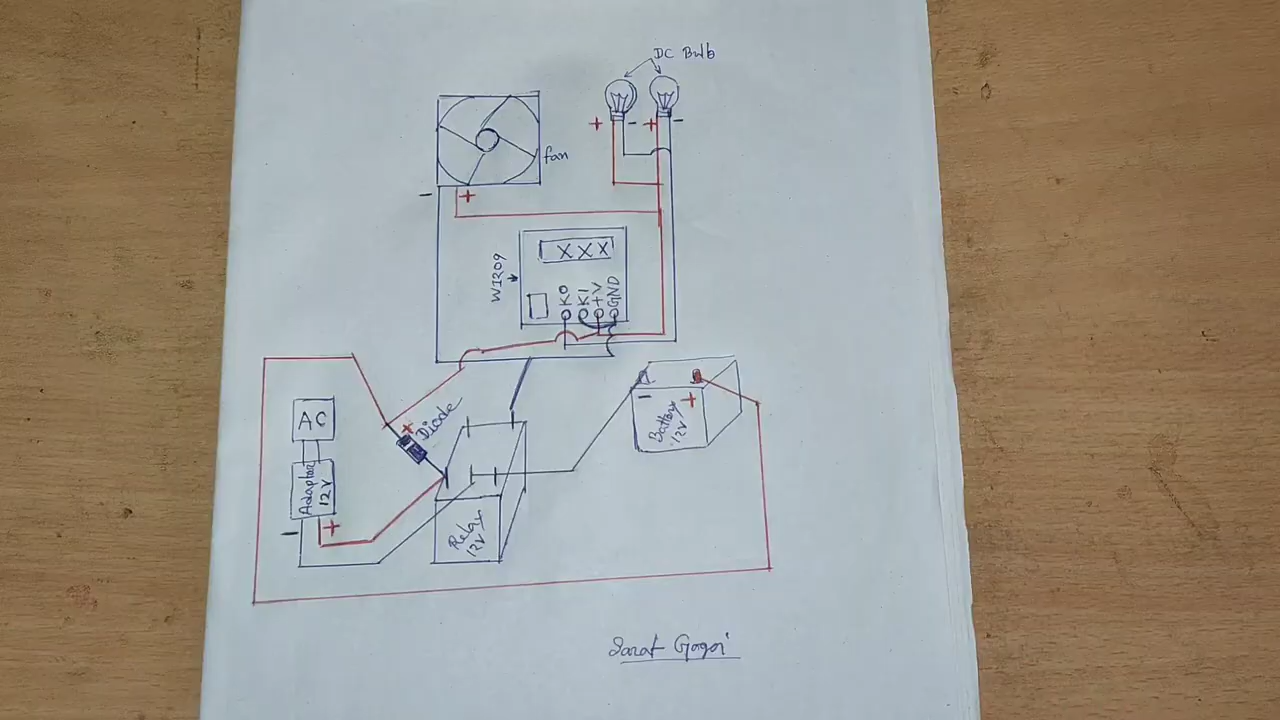 DC Bulb
+ - + -
fan
- +
XXX
W1209
K0
K1
+V
GND
AC
Adaptor
12V
- +
+
Diode
Relay
12V
- +
Battery
12V
Sarat Gogoi